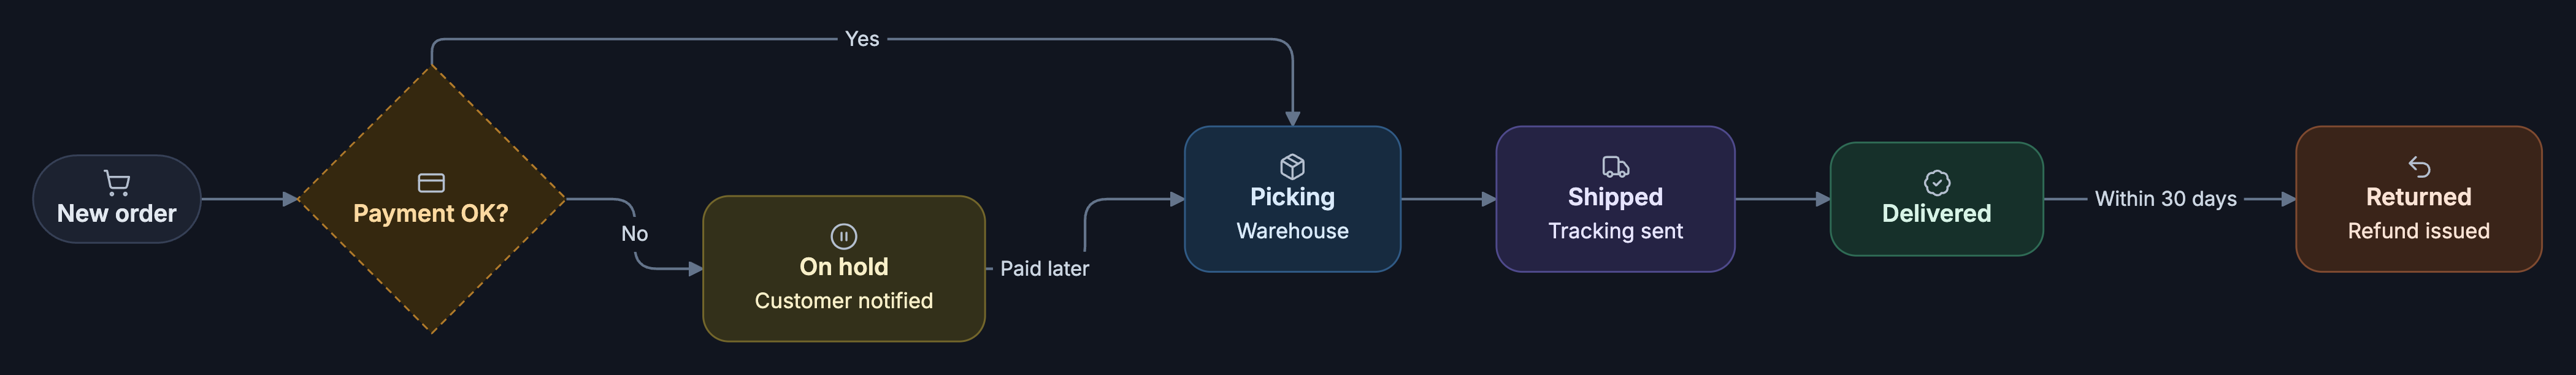 Yes
New order
Payment OK?
No
On hold
Customer notified
Paid later
Picking
Warehouse
Shipped
Tracking sent
Delivered
Within 30 days
Returned
Refund issued